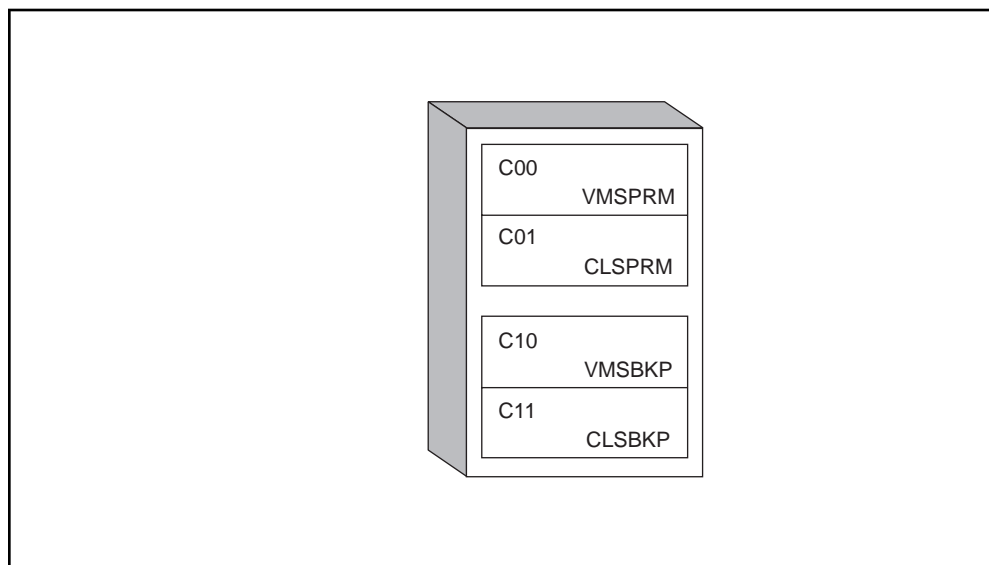 C00
VMSPRM
C01
CLSPRM
C10
VMSBKP
C11
CLSBKP